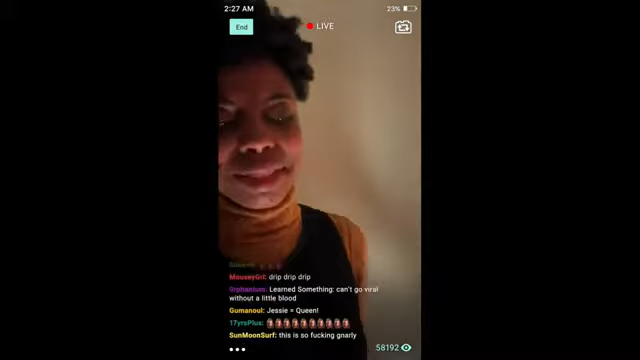 2:27 AM
23%
End
LIVE
MouseyGrl: drip drip drip
Orphanium: Learned Something: can't go viral
without a little blood
Gumanoul: Jessie = Queen!
17yrsPlus:
SunMoonSurf: this is so fucking gnarly
58192